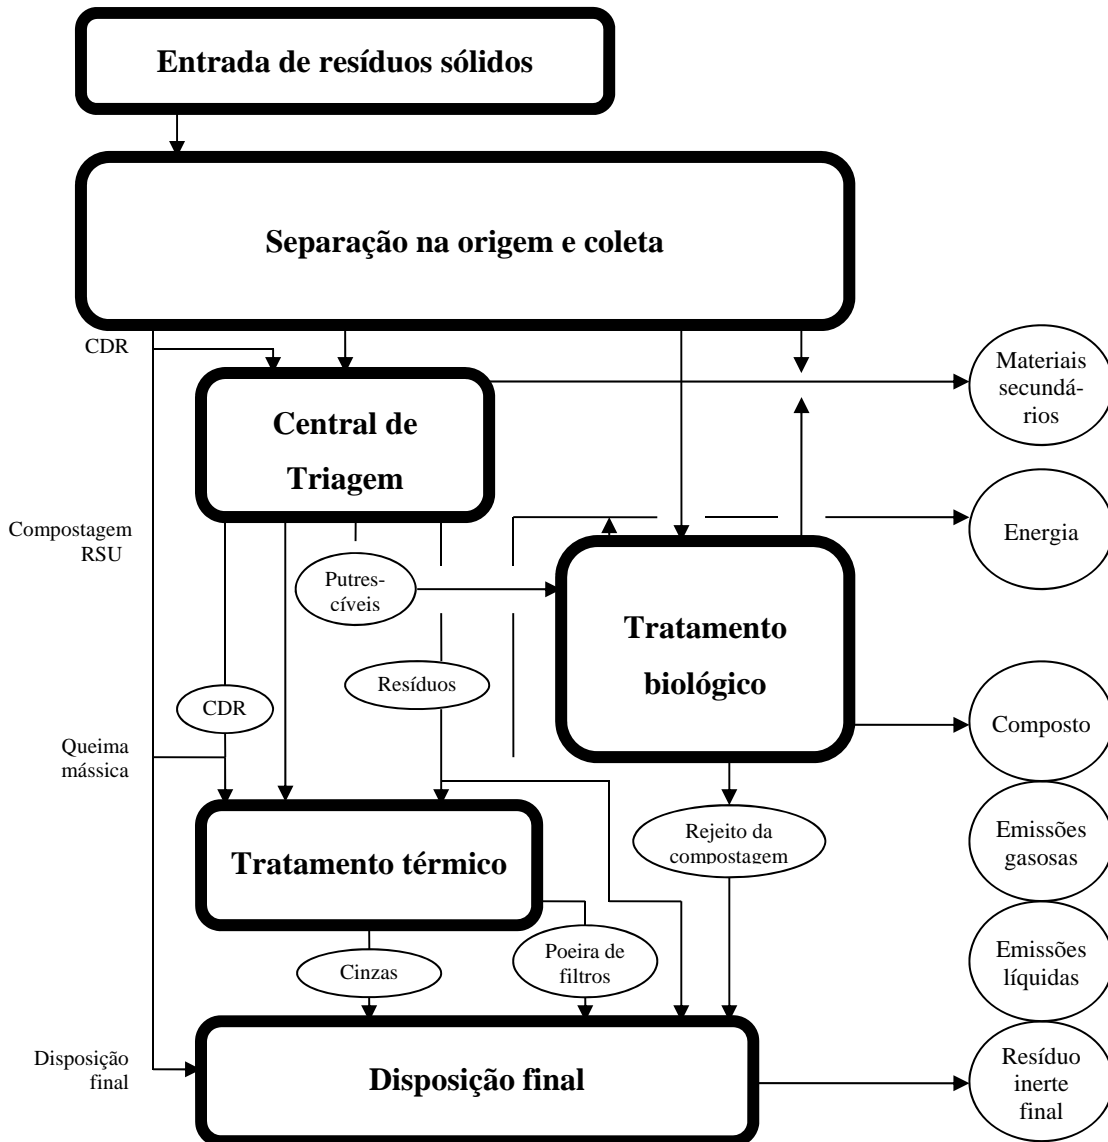 Entrada de resíduos sólidos
Separação na origem e coleta
CDR
Materiais
secundá-
rios
Central de
Triagem
Compostagem
RSU
Energia
Putres-
cíveis
Tratamento
biológico
Resíduos
CDR
Composto
Queima
mássica
Emissões
gasosas
Rejeito da
compostagem
Tratamento térmico
Emissões
líquidas
Poeira de
filtros
Cinzas
Disposição
final
Disposição final
Resíduo
inerte
final